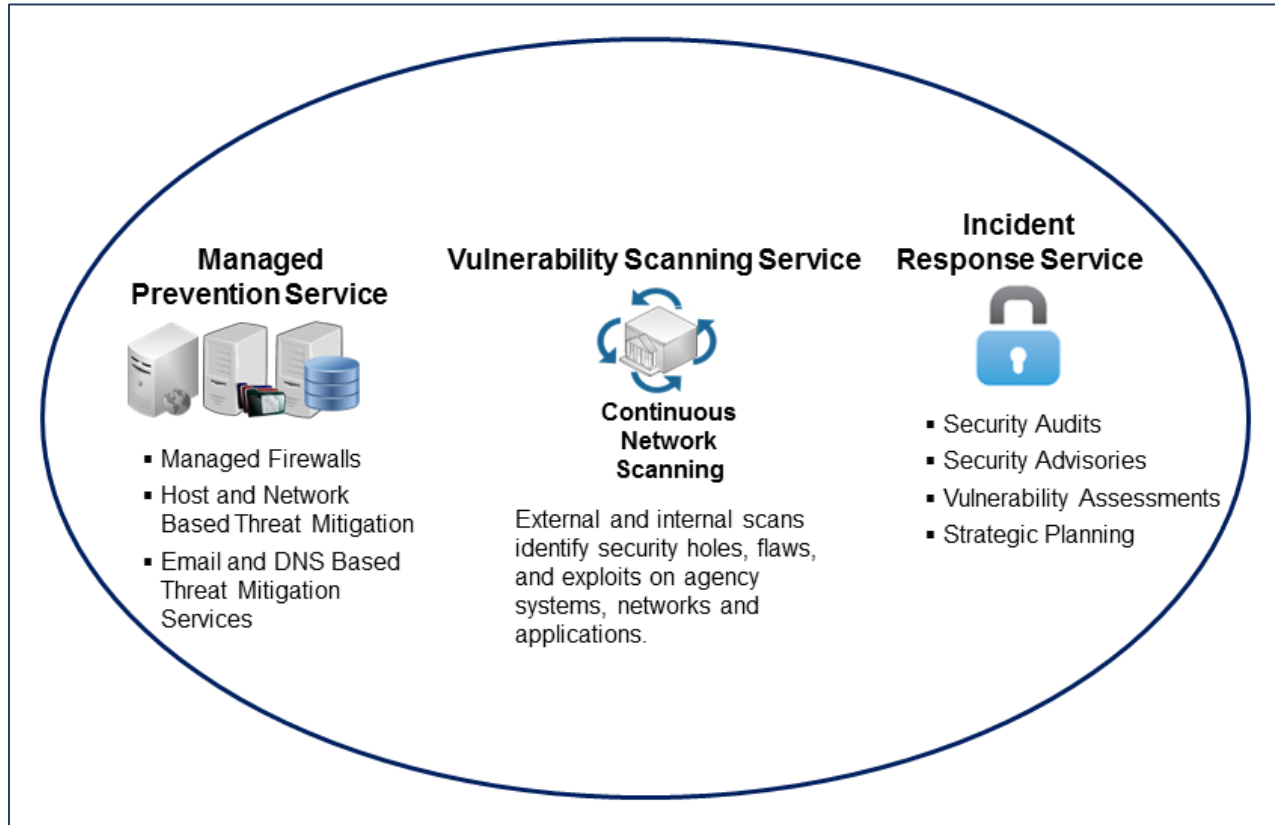 Managed
Prevention Service
▪ Managed Firewalls
▪ Host and Network
Based Threat Mitigation
▪ Email and DNS Based
Threat Mitigation
Services
Vulnerability Scanning Service
Continuous
Network
Scanning
External and internal scans
identify security holes, flaws,
and exploits on agency
systems, networks and
applications.
Incident
Response Service
▪ Security Audits
▪ Security Advisories
▪ Vulnerability Assessments
▪ Strategic Planning